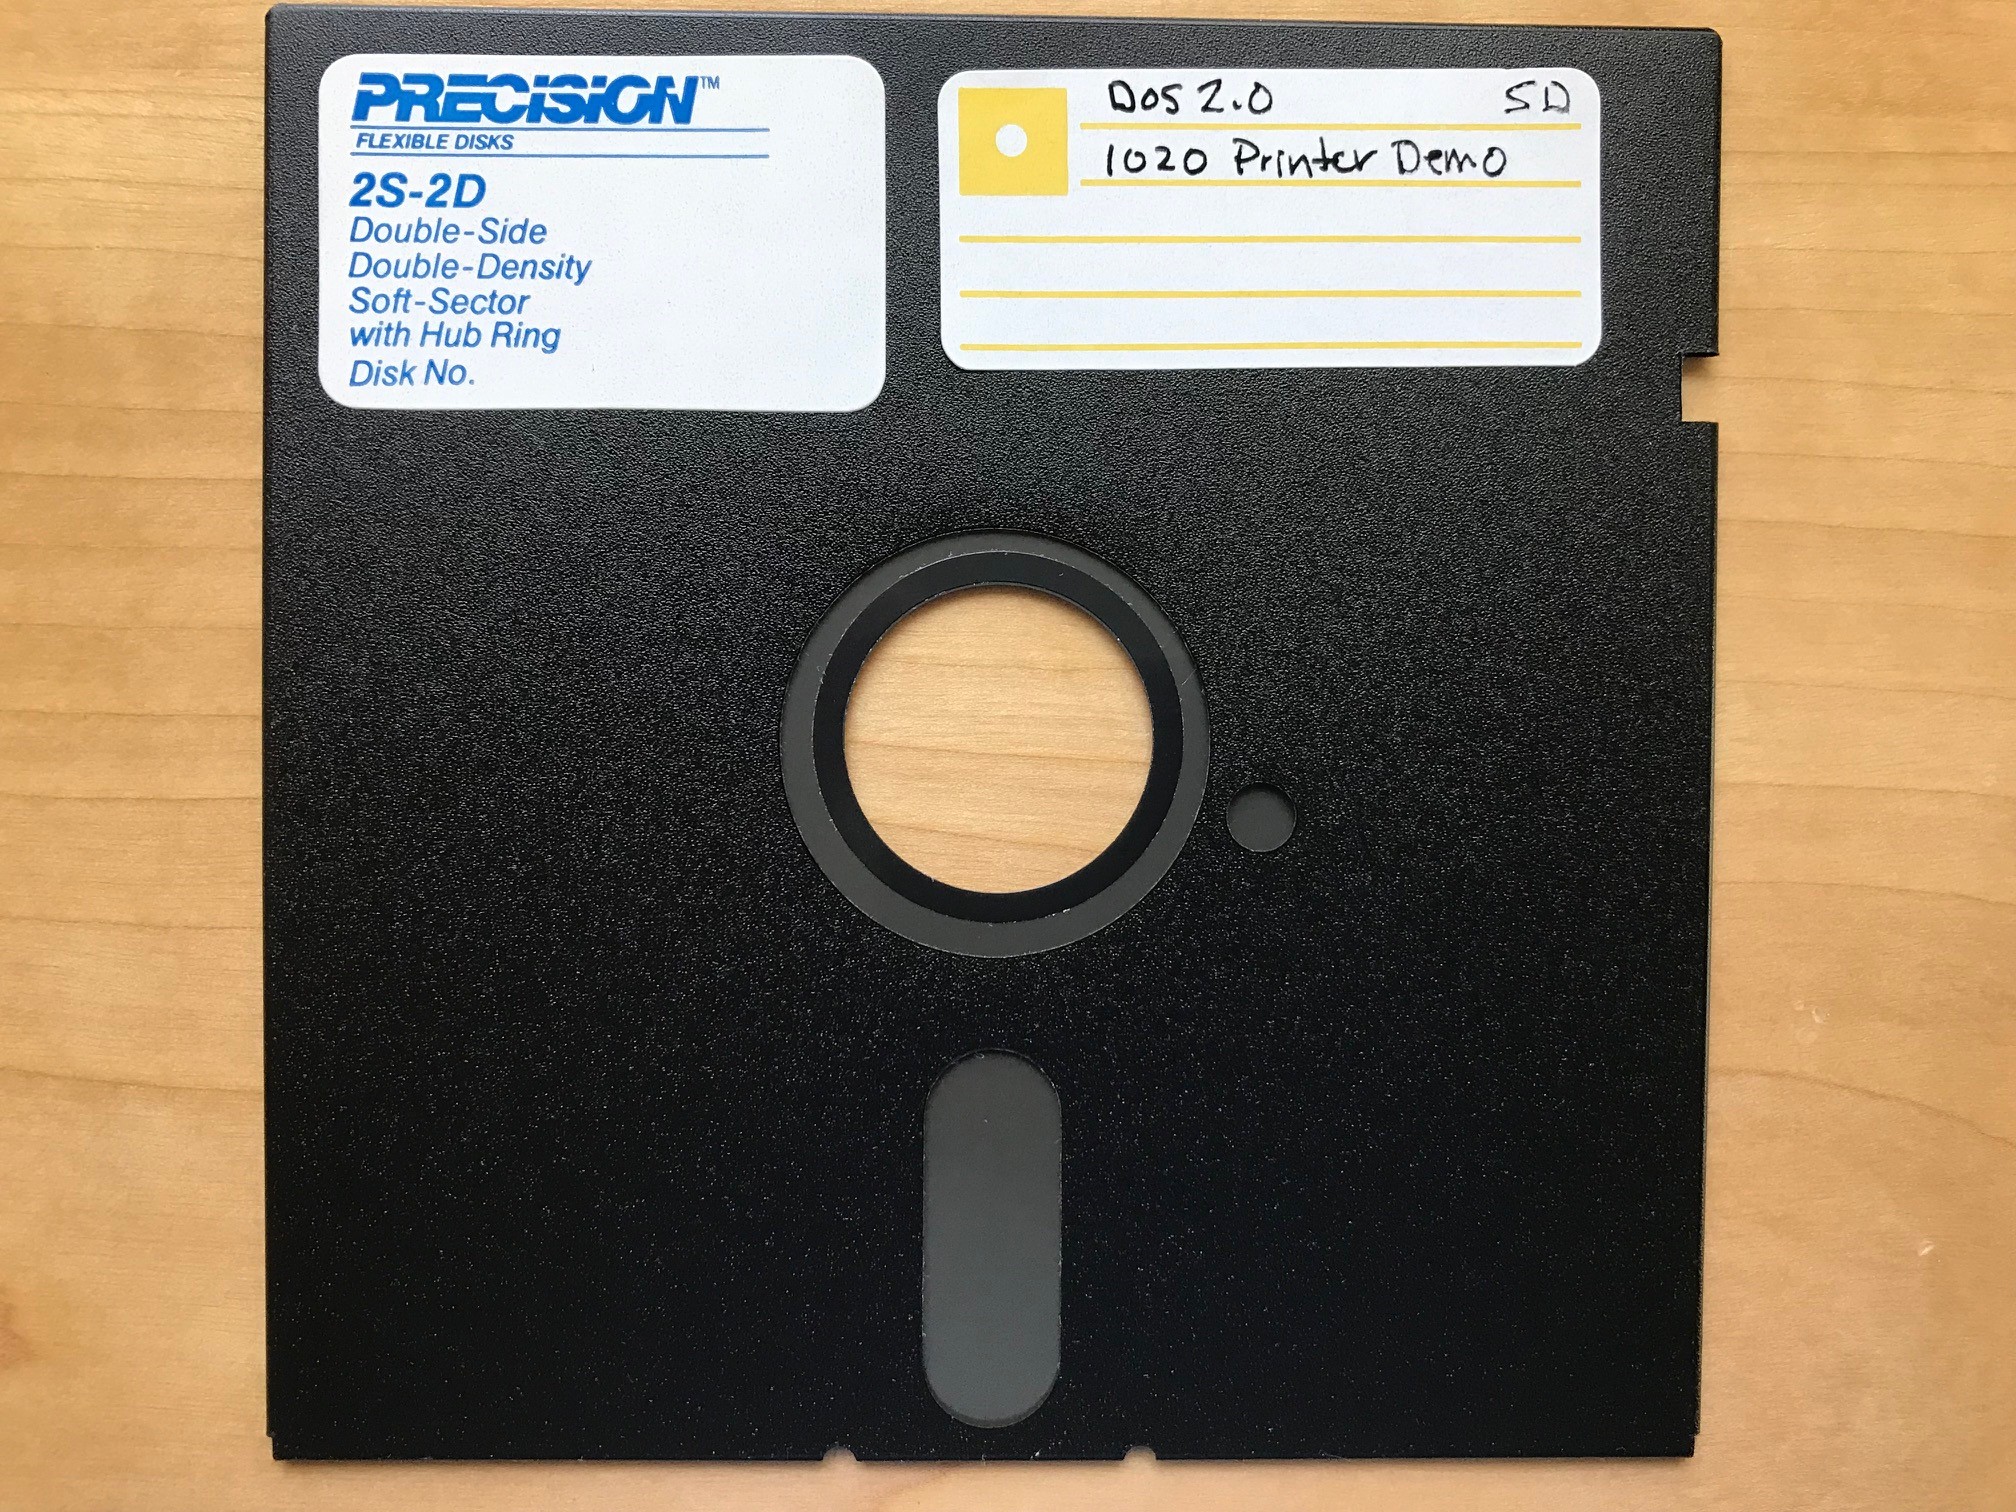 PRECISION™
FLEXIBLE DISKS
2S-2D
Double-Side
Double-Density
Soft-Sector
with Hub Ring
Disk No.
DOS 2.0 SD
1020 Printer Demo